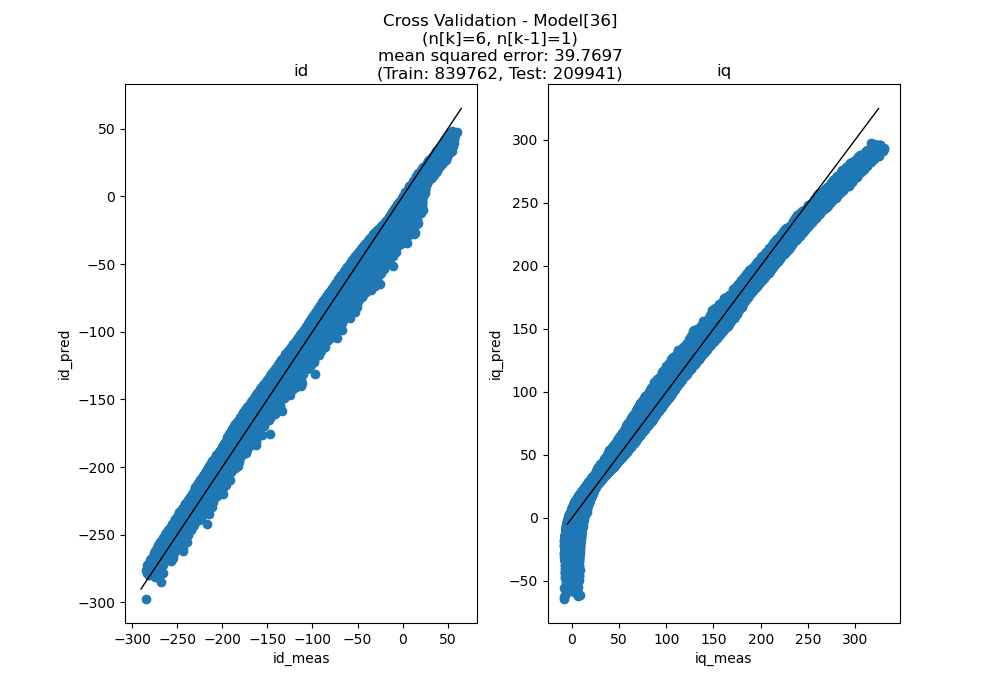 Cross Validation - Model[36]
(n[k]=6, n[k-1]=1)
mean squared error: 39.7697
(Train: 839762, Test: 209941)
id
iq
50
0
−50
−100
−150
−200
−250
−300
id_pred
−300 −250 −200 −150 −100 −50 0 50
id_meas
300
250
200
150
100
50
0
−50
iq_pred
0 50 100 150 200 250 300
iq_meas